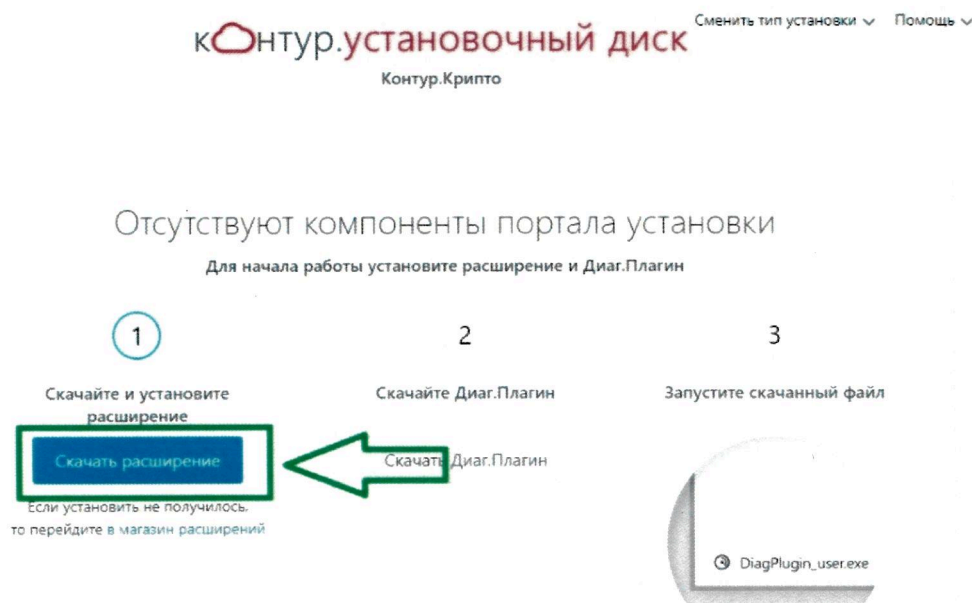 Сменить тип установки Помощь
контур.установочный диск
Контур.Крипто
Отсутствуют компоненты портала установки
Для начала работы установите расширение и Диаг.Плагин
1 2 3
Скачайте и установите расширение
Скачайте Диаг.Плагин
Запустите скачанный файл
Скачать расширение
Скачать Диаг.Плагин
Если установить не получилось,
то перейдите в магазин расширений
DiagPlugin_user.exe